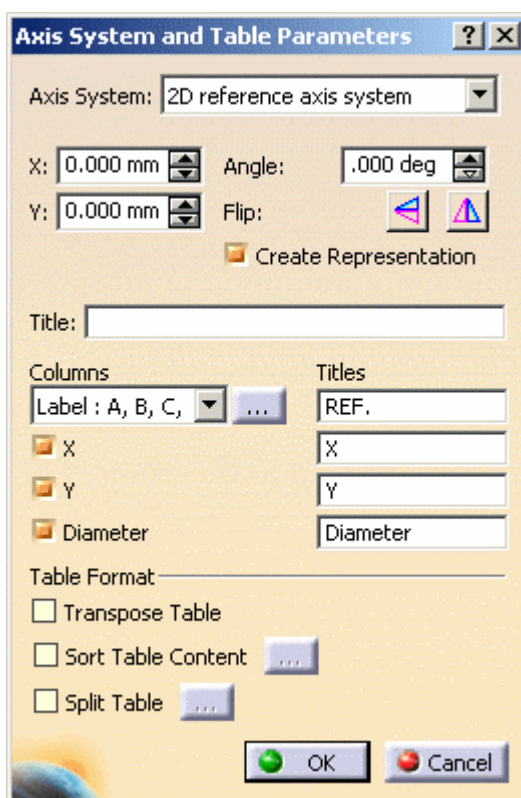 Axis System and Table Parameters ? X
Axis System: 2D reference axis system
X: 0.000 mm Angle: .000 deg
Y: 0.000 mm Flip:
Create Representation
Title:
Columns Titles
Label : A, B, C, ... REF.
X X
Y Y
Diameter Diameter
Table Format
Transpose Table
Sort Table Content ...
Split Table ...
OK Cancel